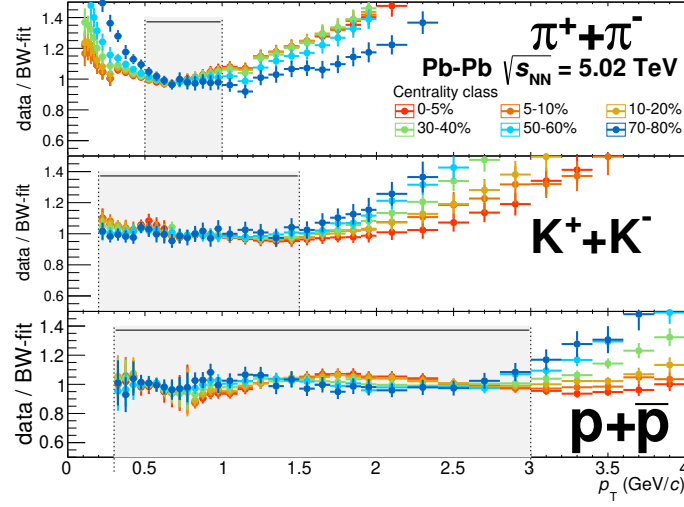 1.4
1.2
1
0.8
0.6
data / BW-fit
π⁺+π⁻
Pb-Pb √sNN = 5.02 TeV
Centrality class
0-5% 5-10% 10-20%
30-40% 50-60% 70-80%
1.4
1.2
1
0.8
0.6
data / BW-fit
K⁺+K⁻
1.4
1.2
1
0.8
0.6
data / BW-fit
p+p̅
0 0.5 1 1.5 2 2.5 3 3.5 4
pT (GeV/c)